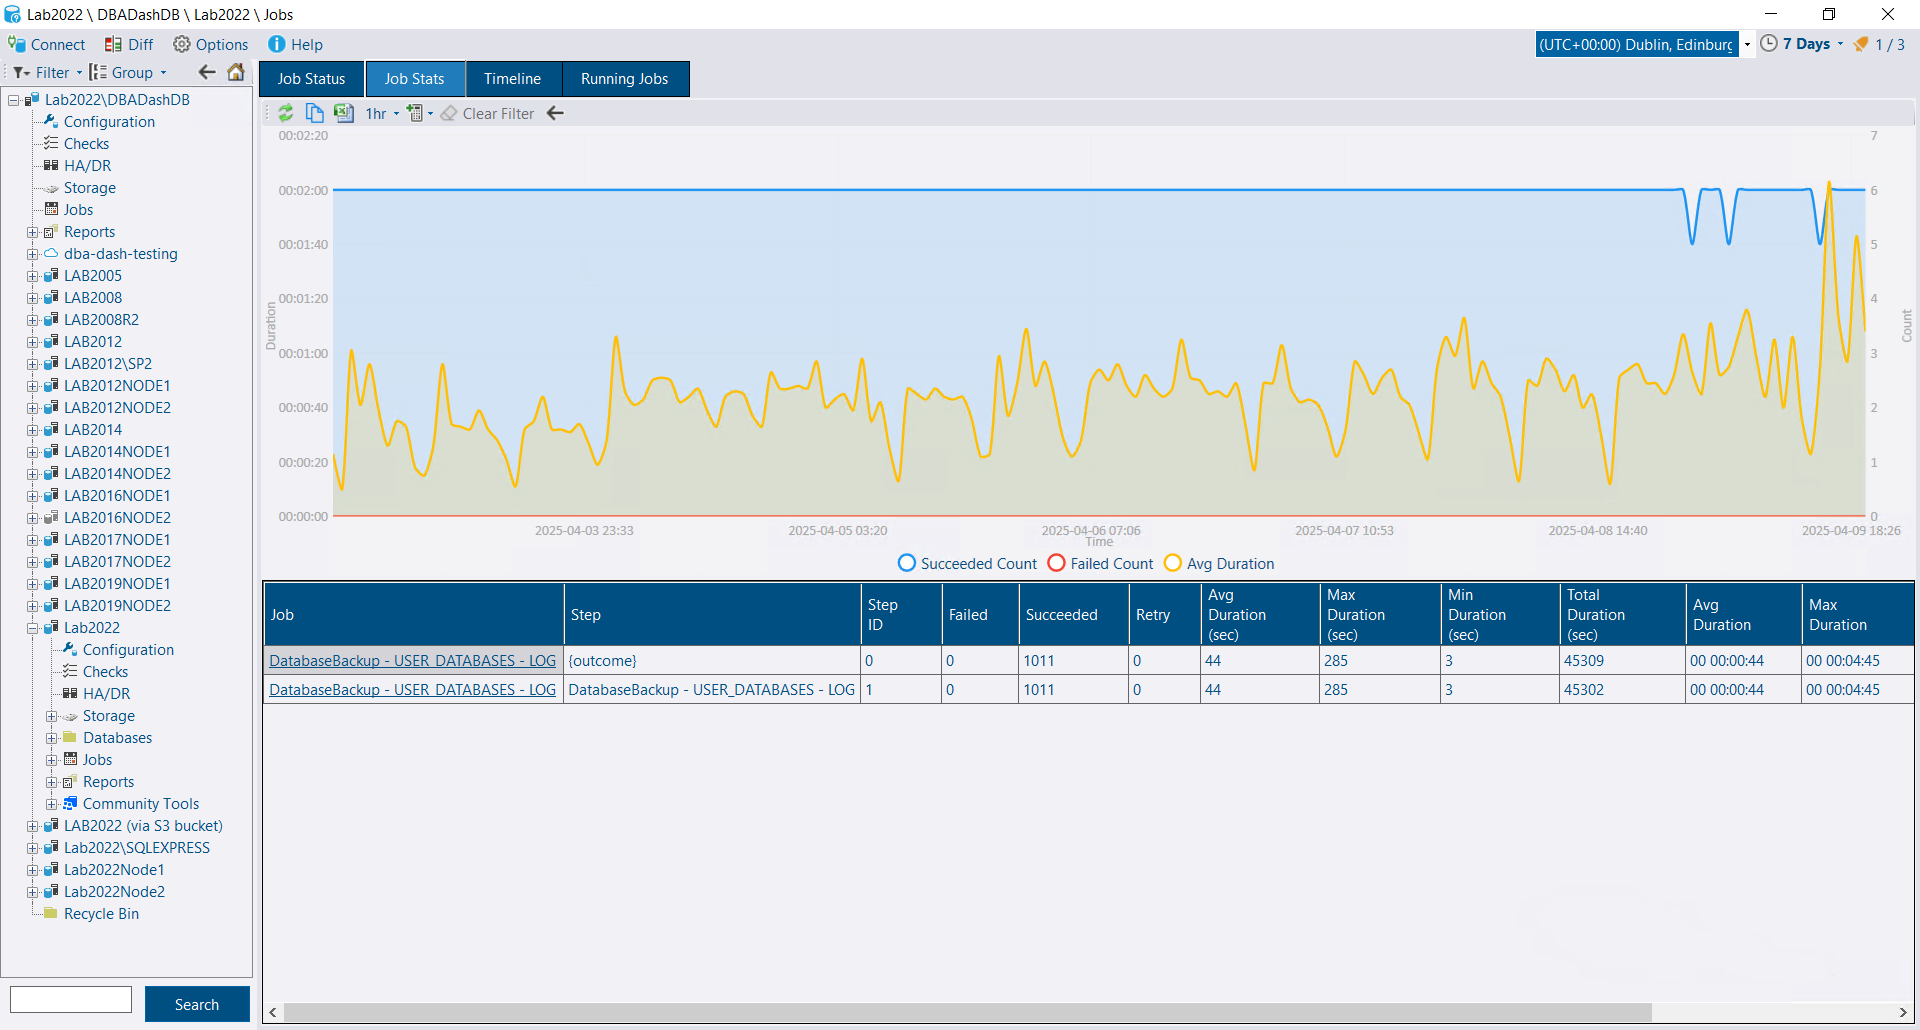 Lab2022 \ DBADashDB \ Lab2022 \ Jobs
Connect Diff Options Help
(UTC+00:00) Dublin, Edinburg 7 Days 1 / 3
Filter Group
Job Status Job Stats Timeline Running Jobs
1hr Clear Filter
Lab2022\DBADashDB
Configuration
Checks
HA/DR
Storage
Jobs
Reports
dba-dash-testing
LAB2005
LAB2008
LAB2008R2
LAB2012
LAB2012\SP2
LAB2012NODE1
LAB2012NODE2
LAB2014
LAB2014NODE1
LAB2014NODE2
LAB2016NODE1
LAB2016NODE2
LAB2017NODE1
LAB2017NODE2
LAB2019NODE1
LAB2019NODE2
Lab2022
Configuration
Checks
HA/DR
Storage
Databases
Jobs
Reports
Community Tools
LAB2022 (via S3 bucket)
Lab2022\SQLEXPRESS
Lab2022Node1
Lab2022Node2
Recycle Bin
Search
00:02:20
00:02:00
00:01:40
00:01:20
00:01:00
00:00:40
00:00:20
00:00:00
Duration
7
6
5
4
3
2
1
0
Count
2025-04-03 23:33 2025-04-05 03:20 2025-04-06 07:06 2025-04-07 10:53 2025-04-08 14:40 2025-04-09 18:26
Time
Succeeded Count Failed Count Avg Duration
Job Step Step ID Failed Succeeded Retry Avg Duration (sec) Max Duration (sec) Min Duration (sec) Total Duration (sec) Avg Duration Max Duration
DatabaseBackup - USER_DATABASES - LOG {outcome} 0 0 1011 0 44 285 3 45309 00 00:00:44 00 00:04:45
DatabaseBackup - USER_DATABASES - LOG DatabaseBackup - USER_DATABASES - LOG 1 0 1011 0 44 285 3 45302 00 00:00:44 00 00:04:45